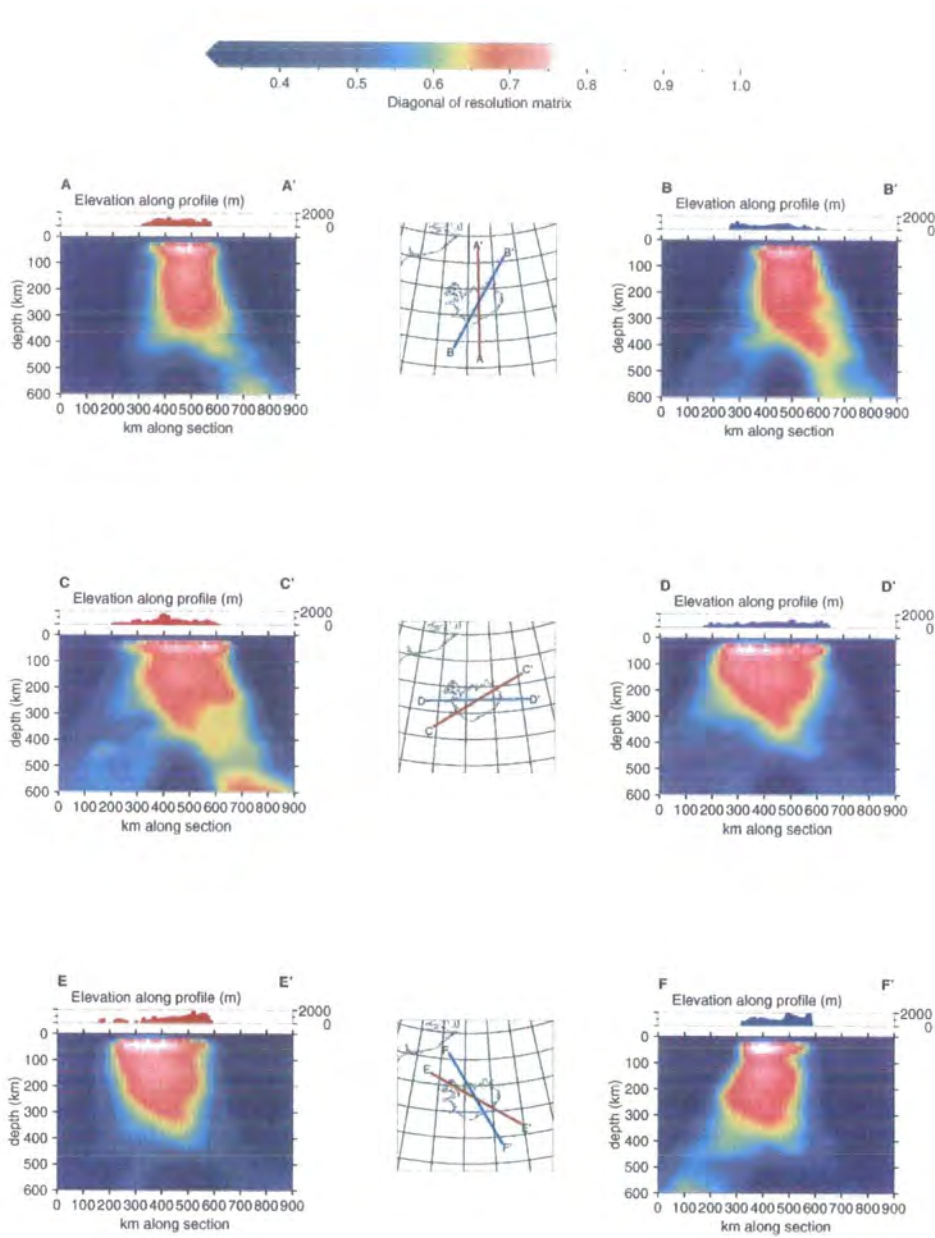 0.4 0.5 0.6 0.7 0.8 0.9 1.0
Diagonal of resolution matrix
A A'
Elevation along profile (m)
2000
0
0
100
200
300
400
500
600
depth (km)
0 100 200 300 400 500 600 700 800 900
km along section
A'
B'
B
A
B B'
Elevation along profile (m)
2000
0
0
100
200
300
400
500
600
depth (km)
0 100 200 300 400 500 600 700 800 900
km along section
C C'
Elevation along profile (m)
2000
0
0
100
200
300
400
500
600
depth (km)
0 100 200 300 400 500 600 700 800 900
km along section
C'
D D'
C
D D'
Elevation along profile (m)
2000
0
0
100
200
300
400
500
600
depth (km)
0 100 200 300 400 500 600 700 800 900
km along section
E E'
Elevation along profile (m)
2000
0
0
100
200
300
400
500
600
depth (km)
0 100 200 300 400 500 600 700 800 900
km along section
F
E
E'
F'
F F'
Elevation along profile (m)
2000
0
0
100
200
300
400
500
600
depth (km)
0 100 200 300 400 500 600 700 800 900
km along section